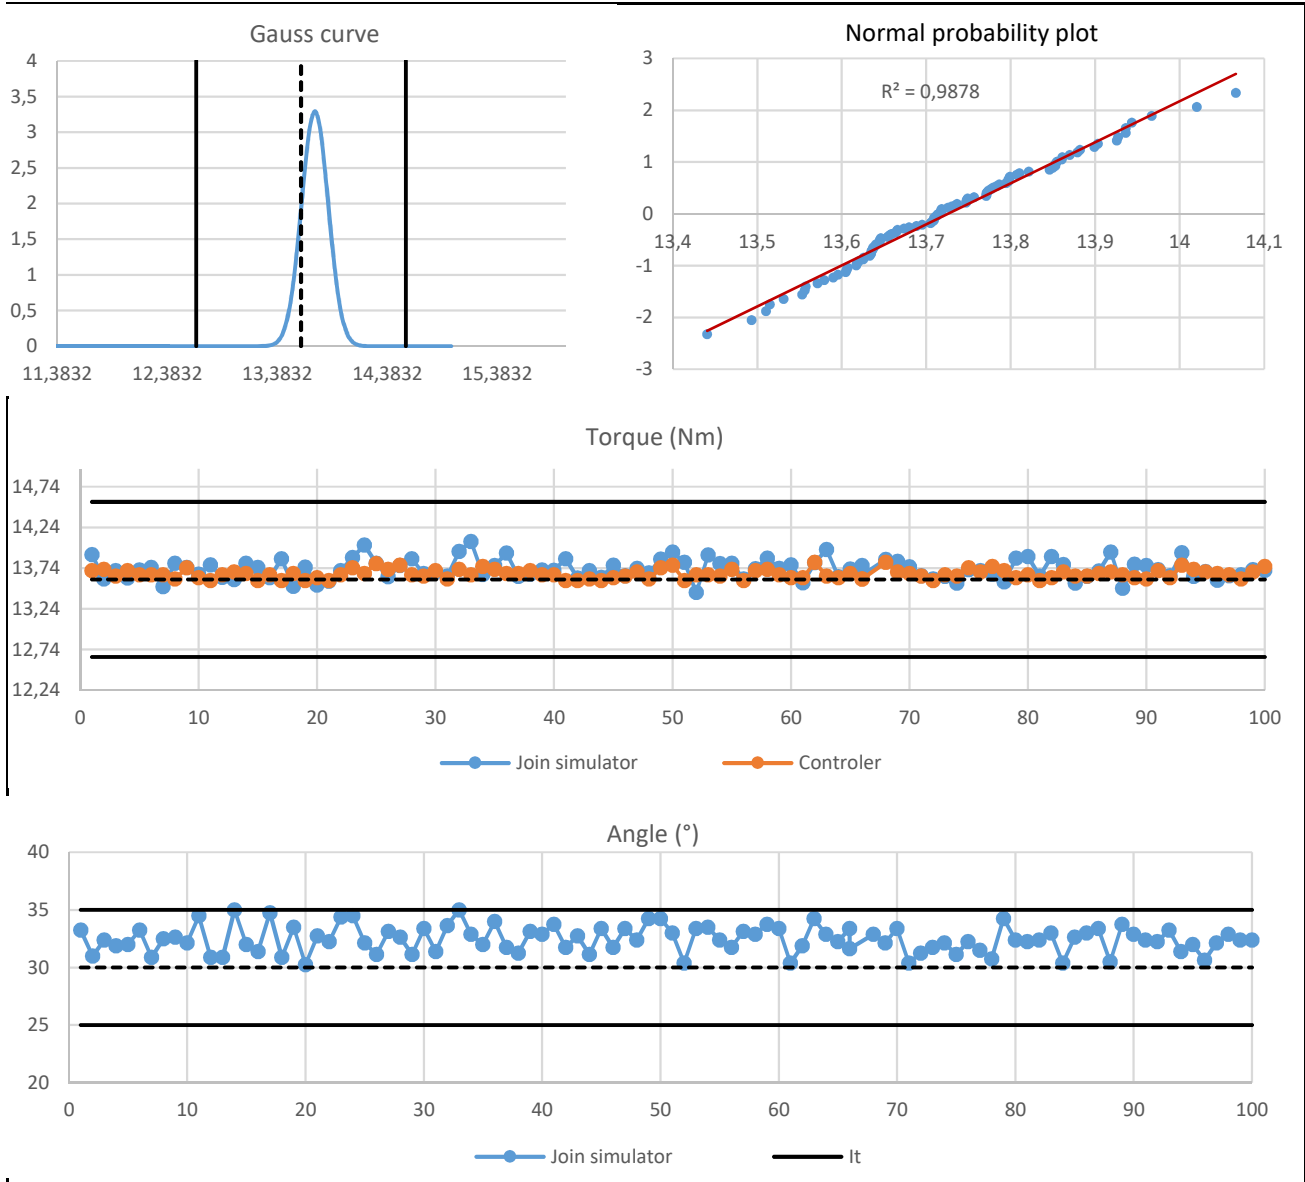 Gauss curve
4
3,5
3
2,5
2
1,5
1
0,5
0
11,3832 12,3832 13,3832 14,3832 15,3832
Normal probability plot
3
R² = 0,9878
2
1
0
13,4 13,5 13,6 13,7 13,8 13,9 14 14,1
-1
-2
-3
Torque (Nm)
14,74
14,24
13,74
13,24
12,74
12,24
0 10 20 30 40 50 60 70 80 90 100
Join simulator Controler
Angle (°)
40
35
30
25
20
0 10 20 30 40 50 60 70 80 90 100
Join simulator It